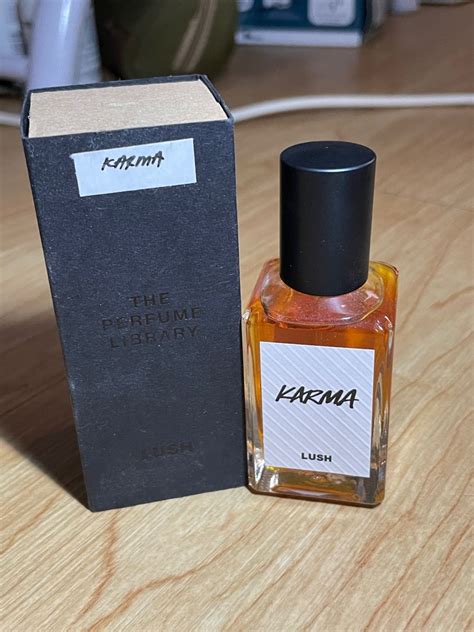 KARMA
THE
PERFUME
LIBRARY
LUSH
KARMA
LUSH